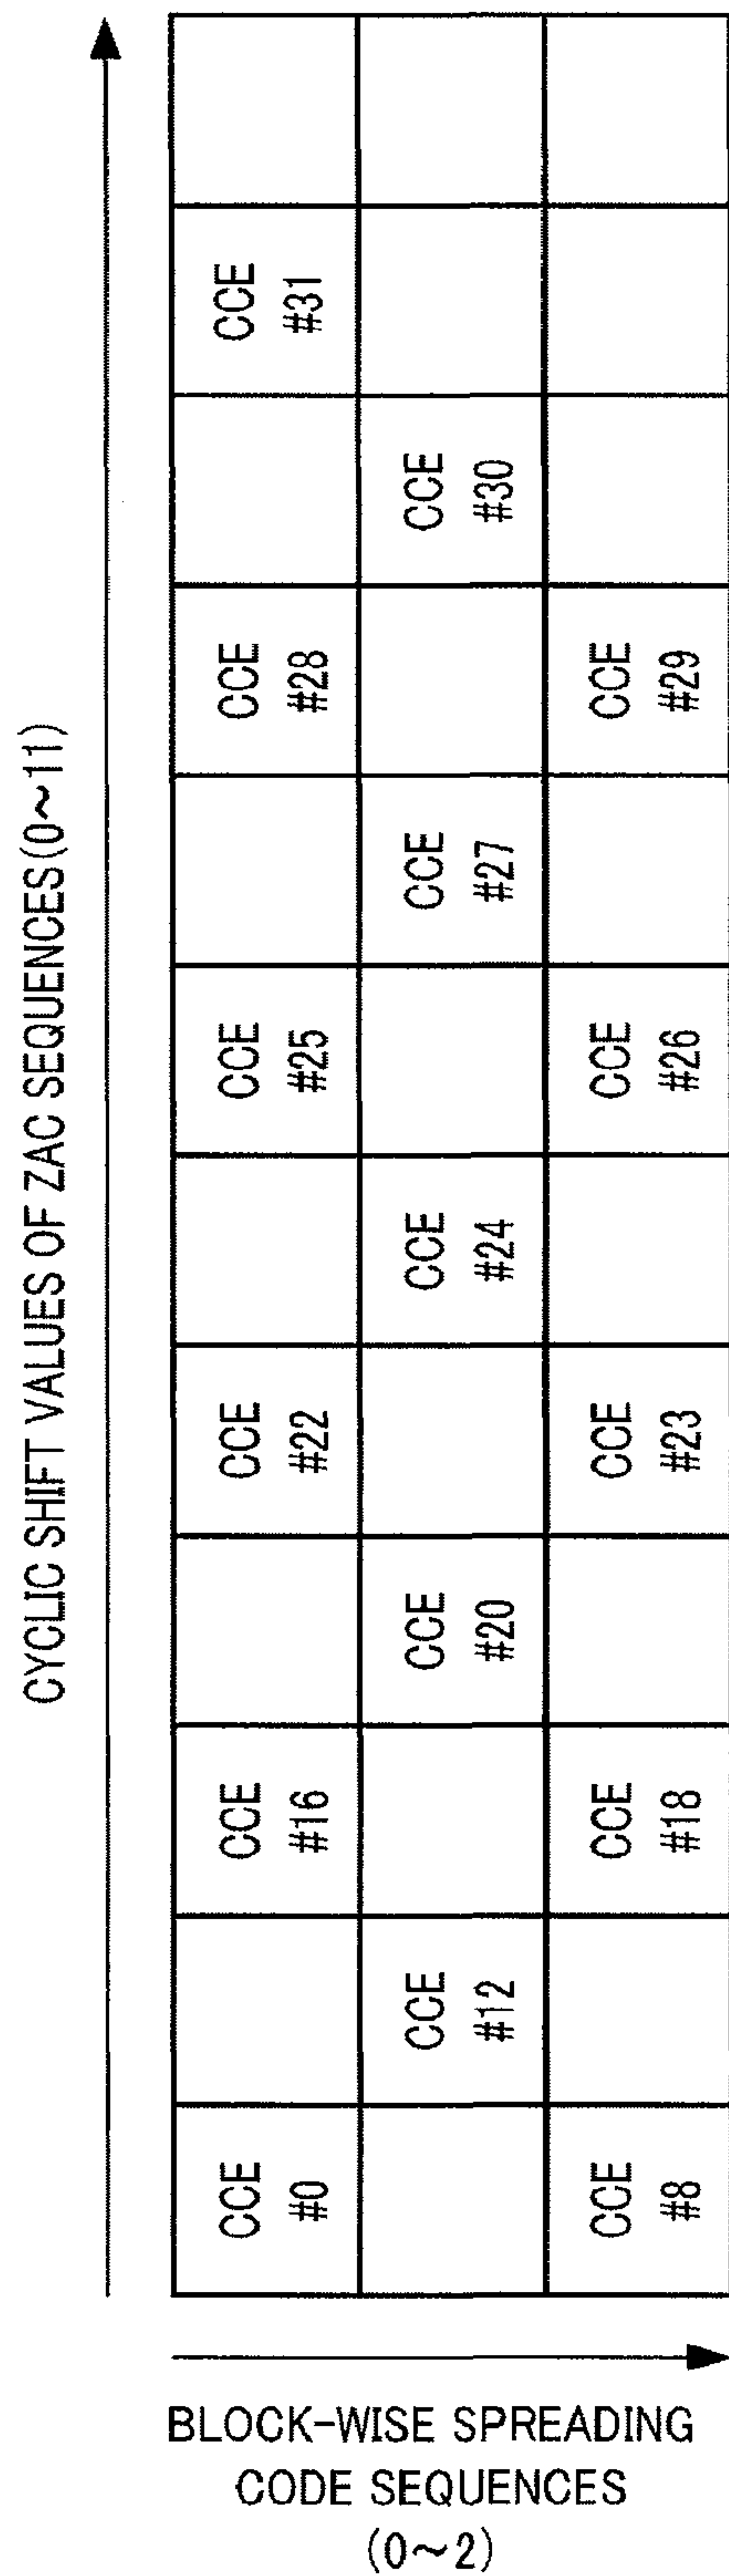 CYCLIC SHIFT VALUES OF ZAC SEQUENCES(0~11)
CCE
#31
CCE
#30
CCE
#28
CCE
#29
CCE
#27
CCE
#25
CCE
#26
CCE
#24
CCE
#22
CCE
#23
CCE
#20
CCE
#16
CCE
#18
CCE
#12
CCE
#0
CCE
#8
BLOCK-WISE SPREADING
CODE SEQUENCES
(0~2)